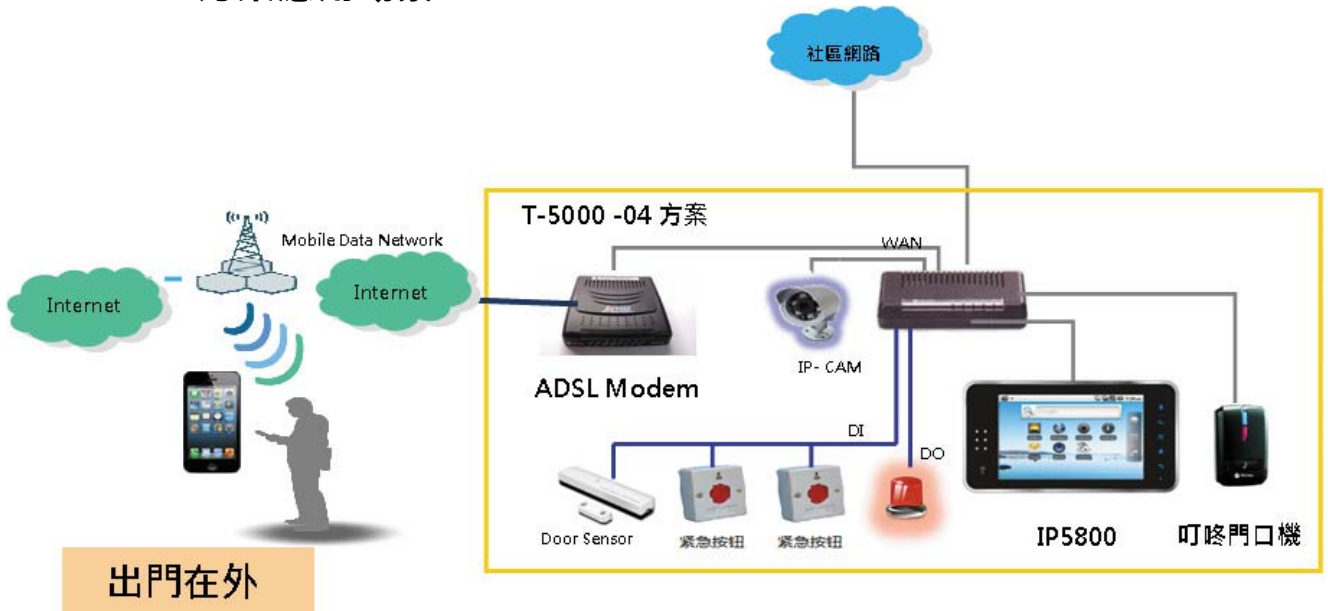 社區網路
T-5000 -04 方案
WAN
Mobile Data Network
Internet
Internet
ADSL Modem
IP- CAM
DI
DO
Door Sensor
紧急按钮
紧急按钮
IP5800
叮咚門口機
出門在外